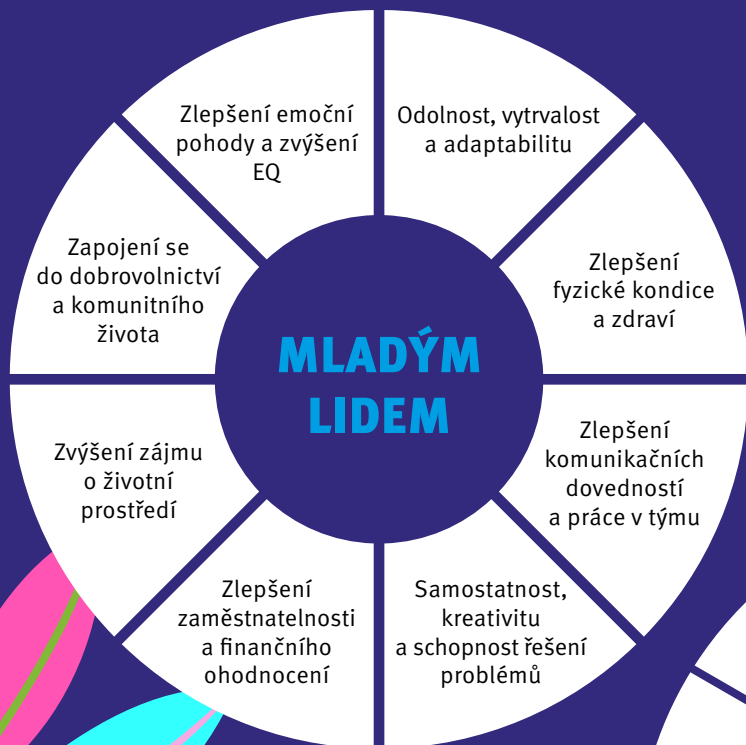 MLADÝM
LIDEM
Odolnost, vytrvalost
a adaptabilitu
Zlepšení
fyzické kondice
a zdraví
Zlepšení
komunikačních
dovedností
a práce v týmu
Samostatnost,
kreativitu
a schopnost řešení
problémů
Zlepšení
zaměstnatelnosti
a finančního
ohodnocení
Zvýšení zájmu
o životní
prostředí
Zapojení se
do dobrovolnictví
a komunitního
života
Zlepšení emoční
pohody a zvýšení
EQ